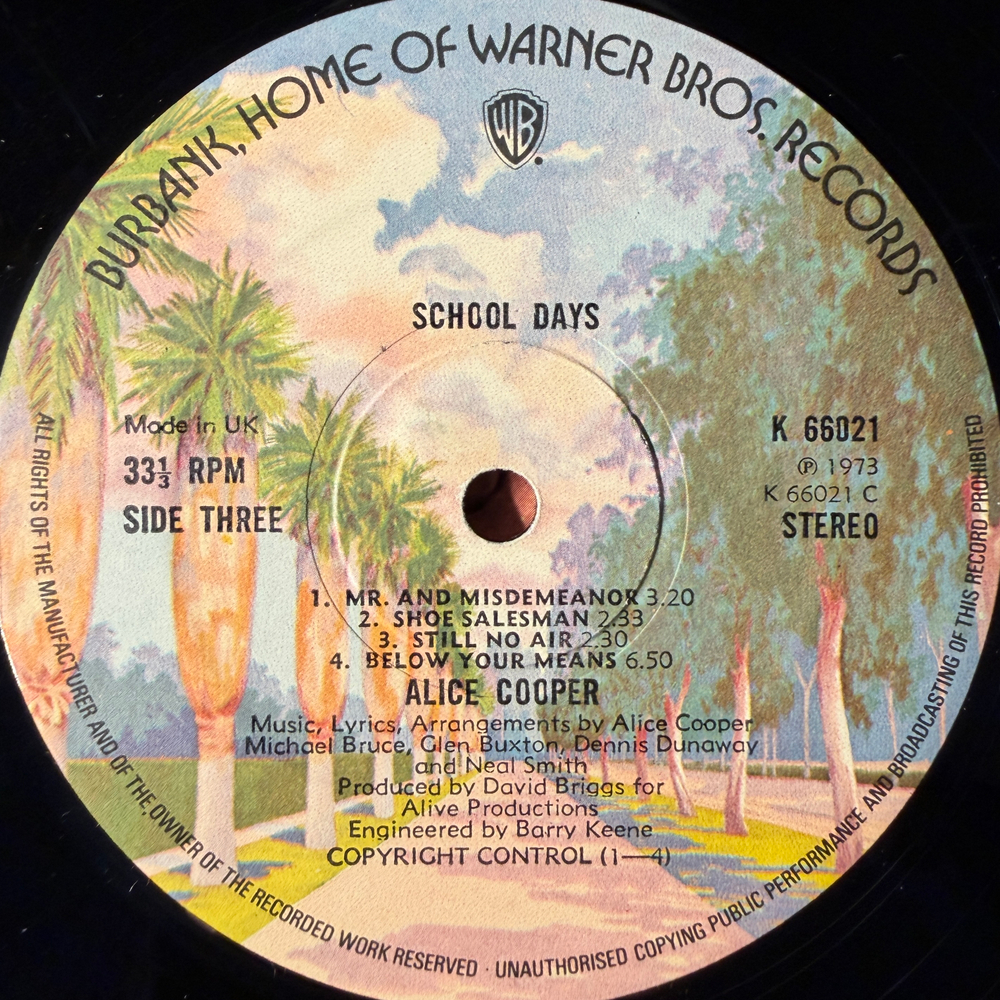 BURBANK, HOME OF WARNER BROS. RECORDS
WB
SCHOOL DAYS
Made in UK
33⅓ RPM
SIDE THREE
K 66021
℗ 1973
K 66021 C
STEREO
1. MR. AND MISDEMEANOR 3.20
2. SHOE SALESMAN 2.33
3. STILL NO AIR 2.30
4. BELOW YOUR MEANS 6.50
ALICE COOPER
Music, Lyrics, Arrangements by Alice Cooper
Michael Bruce, Glen Buxton, Dennis Dunaway
and Neal Smith
Produced by David Briggs for
Alive Productions
Engineered by Barry Keene
COPYRIGHT CONTROL (1—4)
ALL RIGHTS OF THE MANUFACTURER AND OF THE OWNER OF THE RECORDED WORK RESERVED · UNAUTHORISED COPYING PUBLIC PERFORMANCE AND BROADCASTING OF THIS RECORD PROHIBITED